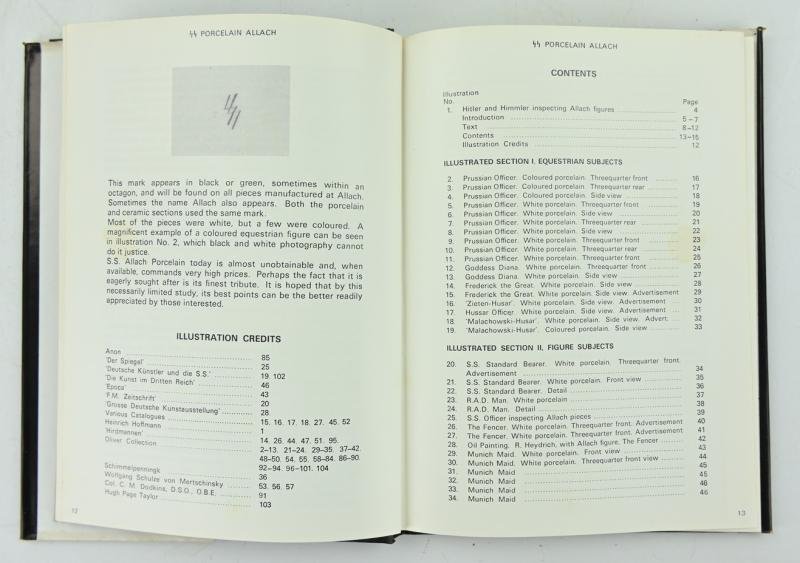 ᛋᛋ PORCELAIN ALLACH
This mark appears in black or green, sometimes within an
octagon, and will be found on all pieces manufactured at Allach.
Sometimes the name Allach also appears. Both the porcelain
and ceramic sections used the same mark.
Most of the pieces were white, but a few were coloured. A
magnificent example of a coloured equestrian figure can be seen
in illustration No. 2, which black and white photography cannot
do it justice.
S.S. Allach Porcelain today is almost unobtainable and, when
available, commands very high prices. Perhaps the fact that it is
eagerly sought after is its finest tribute. It is hoped that by this
necessarily limited study, its best points can be the better readily
appreciated by those interested.
ILLUSTRATION CREDITS
Anon 85
'Der Spiegel' 25
'Deutsche Künstler und die S.S.' 19. 102
'Die Kunst im Dritten Reich' 46
'Epoca' 43
'F.M. Zeitschrift' 20
'Grosse Deutsche Kunstausstellung' 28.
Various Catalogues 15. 16. 17. 18. 27. 45. 52
Heinrich Hoffmann 1.
'Hirdmannen' 14. 26. 44. 47. 51. 95.
Oliver Collection 2–13. 21–24. 29–35. 37–42.
48–50. 54. 55. 58–84. 86–90.
92–94. 96–101. 104
Schimmelpenningk 36
Wolfgang Schulze von Mertschinsky 53. 56. 57
Col. C. M. Dodkins, D.S.O., O.B.E. 91
Hugh Page Taylor 103
12
ᛋᛋ PORCELAIN ALLACH
CONTENTS
Illustration
No. Page
1. Hitler and Himmler inspecting Allach figures 4
Introduction 5–7
Text 8–12
Contents 13–15
Illustration Credits 12
ILLUSTRATED SECTION I. EQUESTRIAN SUBJECTS
2. Prussian Officer. Coloured porcelain. Threequarter front 16
3. Prussian Officer. Coloured porcelain. Threequarter rear 17
4. Prussian Officer. Coloured porcelain. Side view 18
5. Prussian Officer. White porcelain. Threequarter front 19
6. Prussian Officer. White porcelain. Side view 20
7. Prussian Officer. White porcelain. Threequarter rear 21
8. Prussian Officer. White porcelain. Side view 22
9. Prussian Officer. White porcelain. Threequarter front 23
10. Prussian Officer. White porcelain. Threequarter rear 24
11. Prussian Officer. White porcelain. Threequarter front 25
12. Goddess Diana. White porcelain. Threequarter front 26
13. Goddess Diana. White porcelain. Side view 27
14. Frederick the Great. White porcelain. Side view 28
15. Frederick the Great. White porcelain. Side view. Advertisement 29
16. 'Zieten-Husar'. White porcelain. Side view. Advertisement 30
17. Hussar Officer. White porcelain. Side view. Advertisement 31
18. 'Malachowski-Husar'. White porcelain. Side view. Advert. 32
19. 'Malachowski-Husar'. Coloured porcelain. Side view 33
ILLUSTRATED SECTION II. FIGURE SUBJECTS
20. S.S. Standard Bearer. White porcelain. Threequarter front.
Advertisement 34
21. S.S. Standard Bearer. White porcelain. Front view 35
22. S.S. Standard Bearer. Detail 36
23. R.A.D. Man. White porcelain 37
24. R.A.D. Man. Detail 38
25. S.S. Officer inspecting Allach pieces 39
26. The Fencer. White porcelain. Threequarter front. Advertisement 40
27. The Fencer. White porcelain. Threequarter front. Advertisement 41
28. Oil Painting. R. Heydrich, with Allach figure, The Fencer 42
29. Munich Maid. White porcelain. Front view 43
30. Munich Maid. White porcelain. Threequarter front view 44
31. Munich Maid 45
32. Munich Maid 45
33. Munich Maid 46
34. Munich Maid 46
13